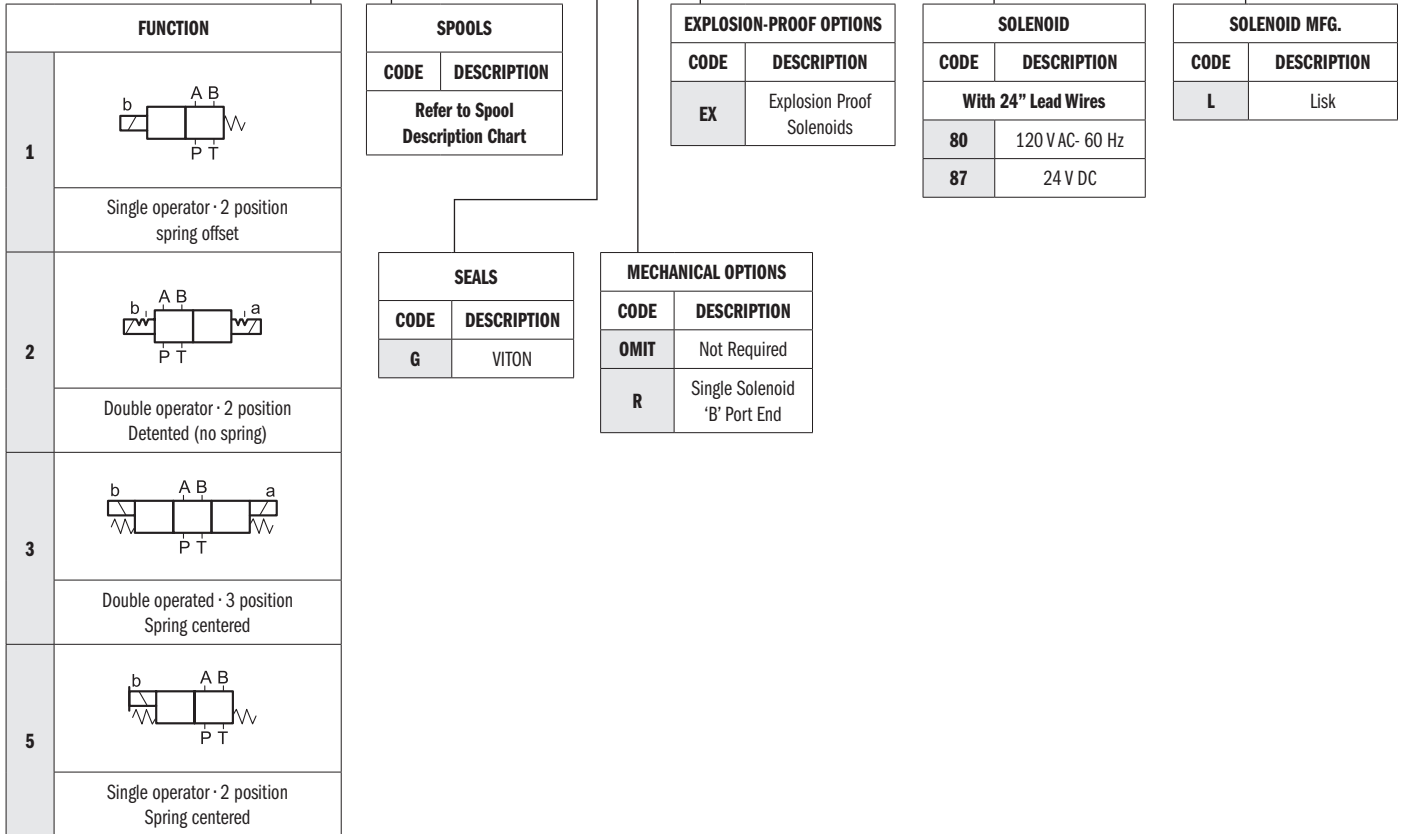 FUNCTION
1
b
A B
P T
Single operator · 2 position
spring offset
2
b
A B
a
P T
Double operator · 2 position
Detented (no spring)
3
b
A B
a
P T
Double operated · 3 position
Spring centered
5
b
A B
P T
Single operator · 2 position
Spring centered
SPOOLS
CODE DESCRIPTION
Refer to Spool
Description Chart
SEALS
CODE DESCRIPTION
G VITON
MECHANICAL OPTIONS
CODE DESCRIPTION
OMIT Not Required
R Single Solenoid
‘B’ Port End
EXPLOSION-PROOF OPTIONS
CODE DESCRIPTION
EX Explosion Proof
Solenoids
SOLENOID
CODE DESCRIPTION
With 24” Lead Wires
80 120 V AC- 60 Hz
87 24 V DC
SOLENOID MFG.
CODE DESCRIPTION
L Lisk